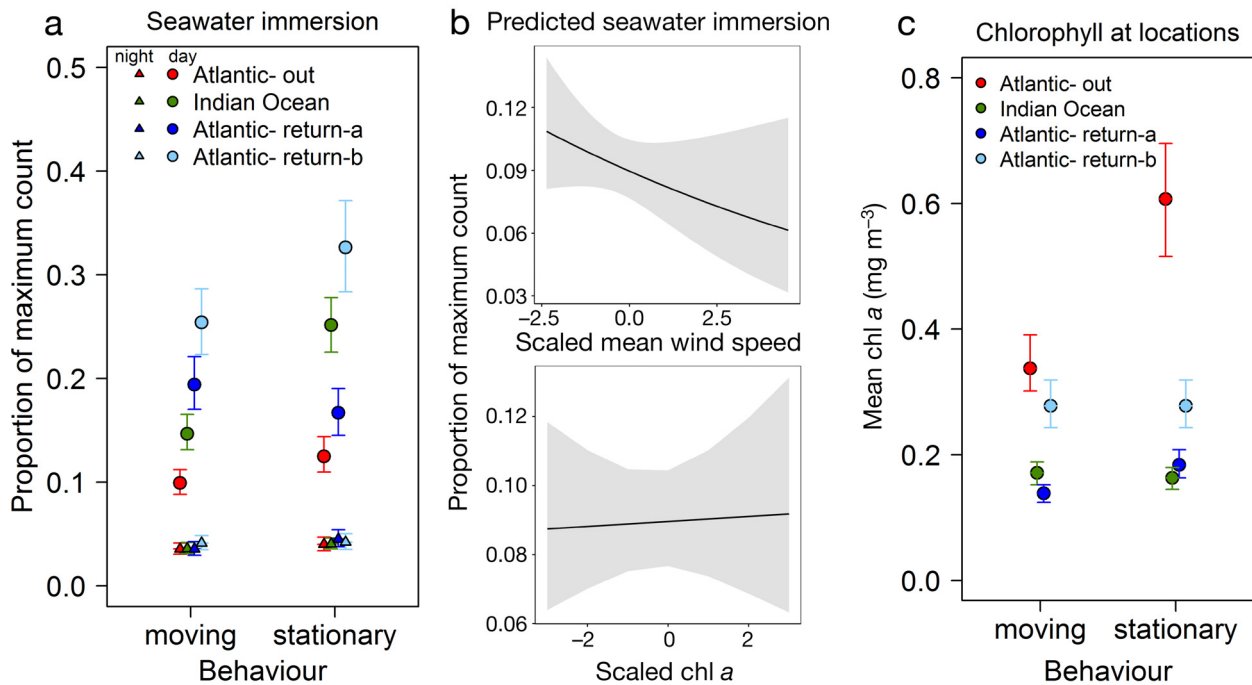 a
Seawater immersion
Proportion of maximum count
0.5
0.4
0.3
0.2
0.1
0.0
night day
Atlantic- out
Indian Ocean
Atlantic- return-a
Atlantic- return-b
moving stationary
Behaviour
b
Predicted seawater immersion
Proportion of maximum count
0.12
0.09
0.06
0.03
−2.5 0.0 2.5
Scaled mean wind speed
0.12
0.10
0.08
0.06
−2 0 2
Scaled chl a
c
Chlorophyll at locations
Mean chl a (mg m−3)
0.8
0.6
0.4
0.2
0.0
Atlantic- out
Indian Ocean
Atlantic- return-a
Atlantic- return-b
moving stationary
Behaviour